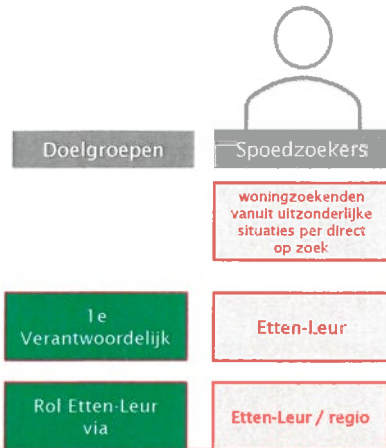 Doelgroepen
Spoedzoekers
woningzoekenden
vanuit uitzonderlijke
situaties per direct
op zoek
1e
Verantwoordelijk
Etten-Leur
Rol Etten-Leur
via
Etten-Leur / regio